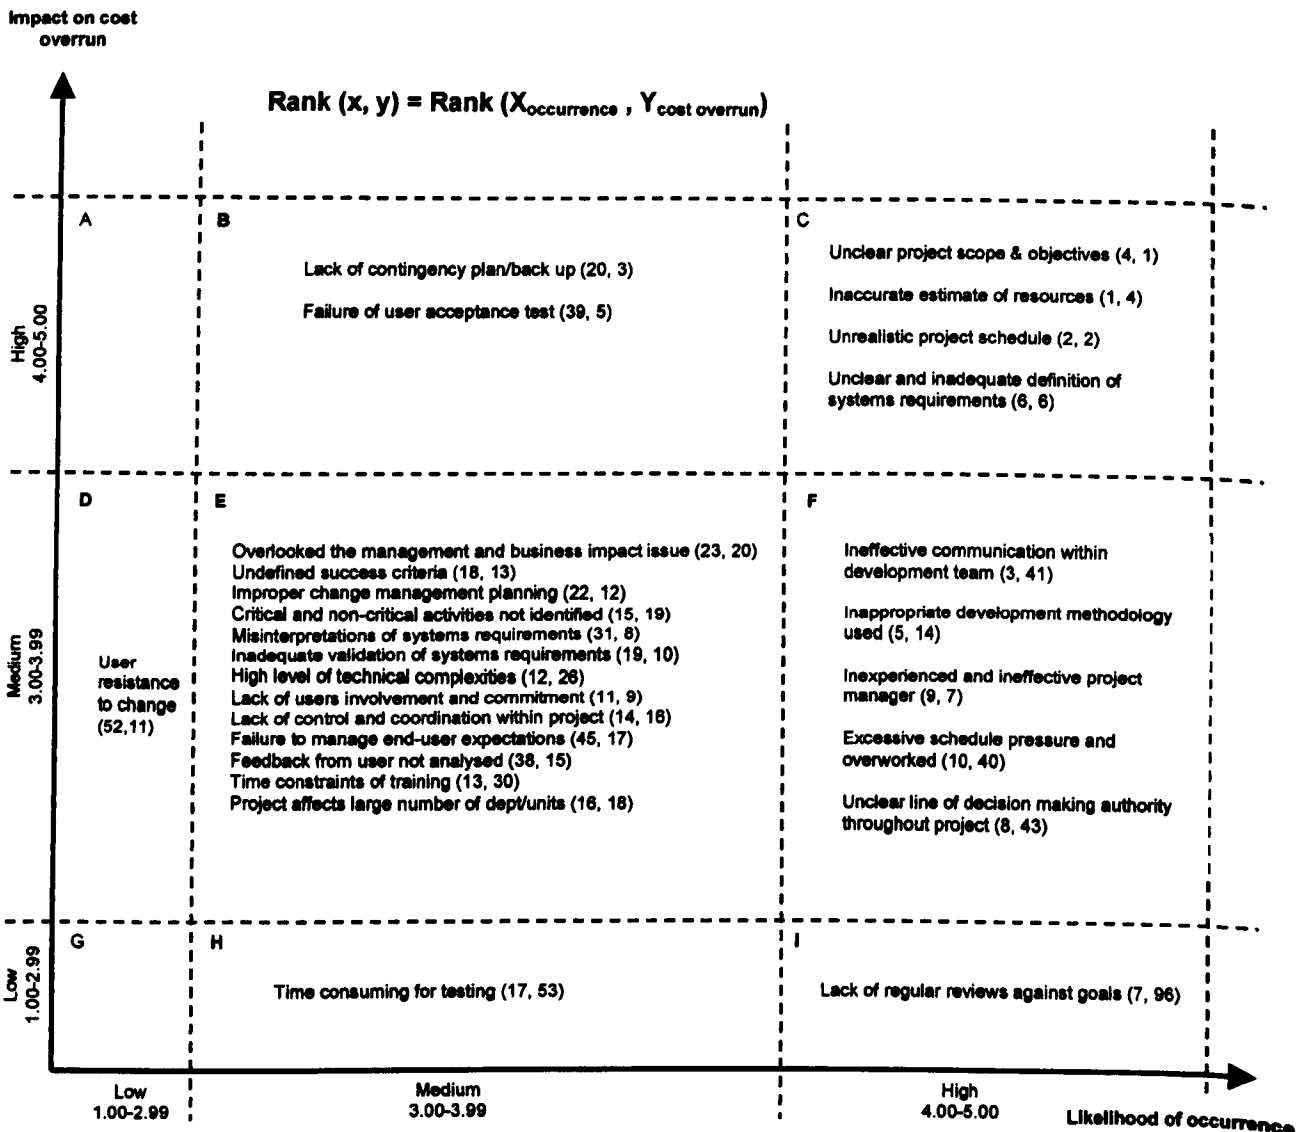 Impact on cost
overrun
Rank (x, y) = Rank (Xoccurrence , Ycost overrun)
High
4.00-5.00
A
B
Lack of contingency plan/back up (20, 3)
Failure of user acceptance test (39, 5)
C
Unclear project scope & objectives (4, 1)
Inaccurate estimate of resources (1, 4)
Unrealistic project schedule (2, 2)
Unclear and inadequate definition of
systems requirements (6, 6)
Medium
3.00-3.99
D
User
resistance
to change
(52,11)
E
Overlooked the management and business impact issue (23, 20)
Undefined success criteria (18, 13)
Improper change management planning (22, 12)
Critical and non-critical activities not identified (15, 19)
Misinterpretations of systems requirements (31, 8)
Inadequate validation of systems requirements (19, 10)
High level of technical complexities (12, 26)
Lack of users involvement and commitment (11, 9)
Lack of control and coordination within project (14, 16)
Failure to manage end-user expectations (45, 17)
Feedback from user not analysed (38, 15)
Time constraints of training (13, 30)
Project affects large number of dept/units (16, 18)
F
Ineffective communication within
development team (3, 41)
Inappropriate development methodology
used (5, 14)
Inexperienced and ineffective project
manager (9, 7)
Excessive schedule pressure and
overworked (10, 40)
Unclear line of decision making authority
throughout project (8, 43)
Low
1.00-2.99
G
H
Time consuming for testing (17, 53)
I
Lack of regular reviews against goals (7, 96)
Low
1.00-2.99
Medium
3.00-3.99
High
4.00-5.00
Likelihood of occurrence